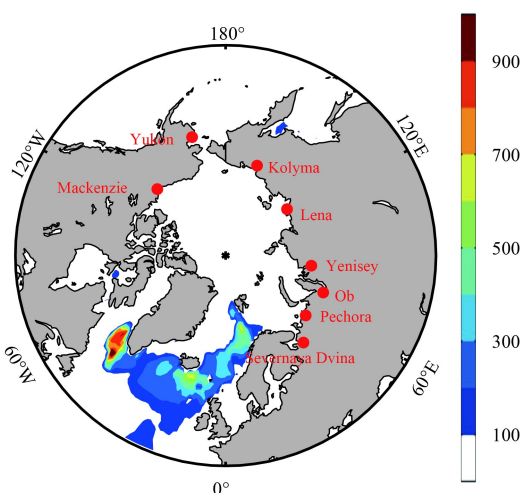 180°
120°W
120°E
60°W
60°E
0°
Yukon
Kolyma
Mackenzie
Lena
Yenisey
Ob
Pechora
Severnaya Dvina
900
700
500
300
100